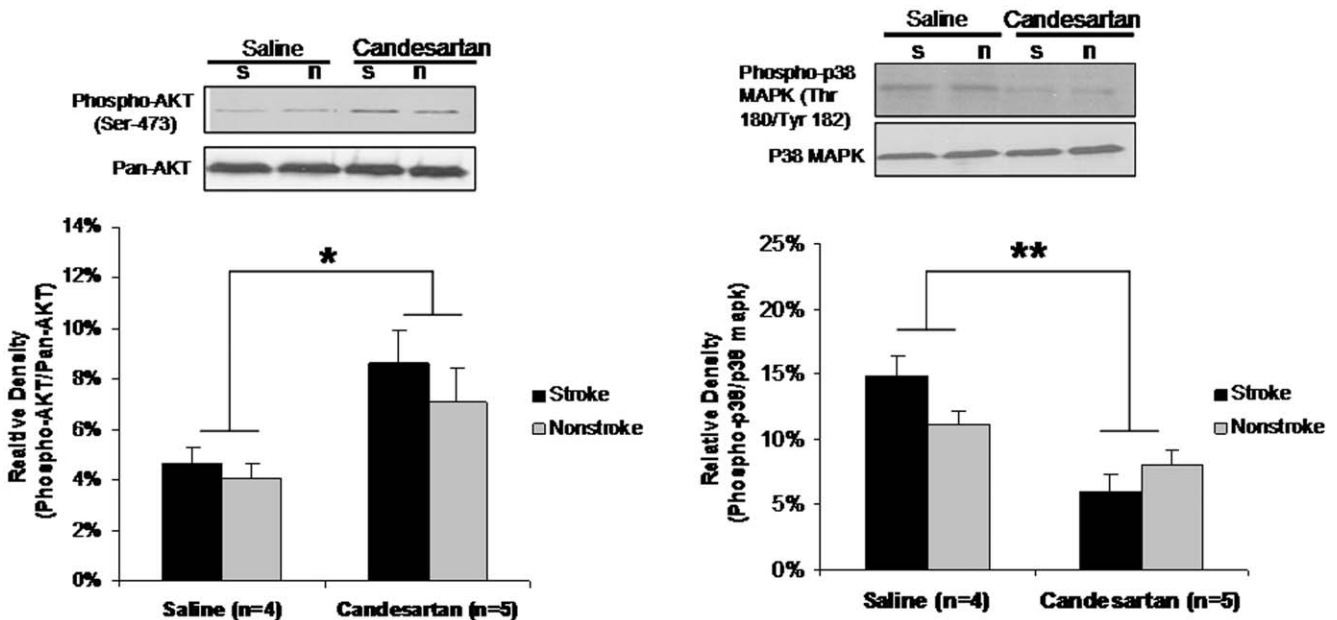 Saline Candesartan
s n s n
Phospho-AKT
(Ser-473)
Pan-AKT
14%
12%
10%
8%
6%
4%
2%
0%
Realtive Density
(Phospho-AKT/Pan-AKT)
*
Stroke
Nonstroke
Saline (n=4) Candesartan (n=5)
Saline Candesartan
s n s n
Phospho-p38
MAPK (Thr
180/Tyr 182)
P38 MAPK
25%
20%
15%
10%
5%
0%
Relative Density
(Phospho-p38/p38 mapk)
**
Stroke
Nonstroke
Saline (n=4) Candesartan (n=5)